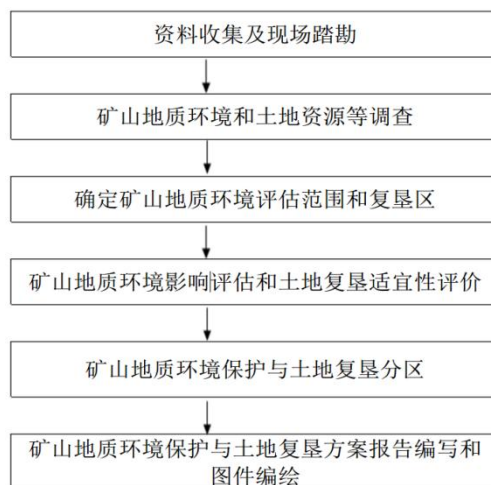 资料收集及现场踏勘
矿山地质环境和土地资源等调查
确定矿山地质环境评估范围和复垦区
矿山地质环境影响评估和土地复垦适宜性评价
矿山地质环境保护与土地复垦分区
矿山地质环境保护与土地复垦方案报告编写和
图件编绘